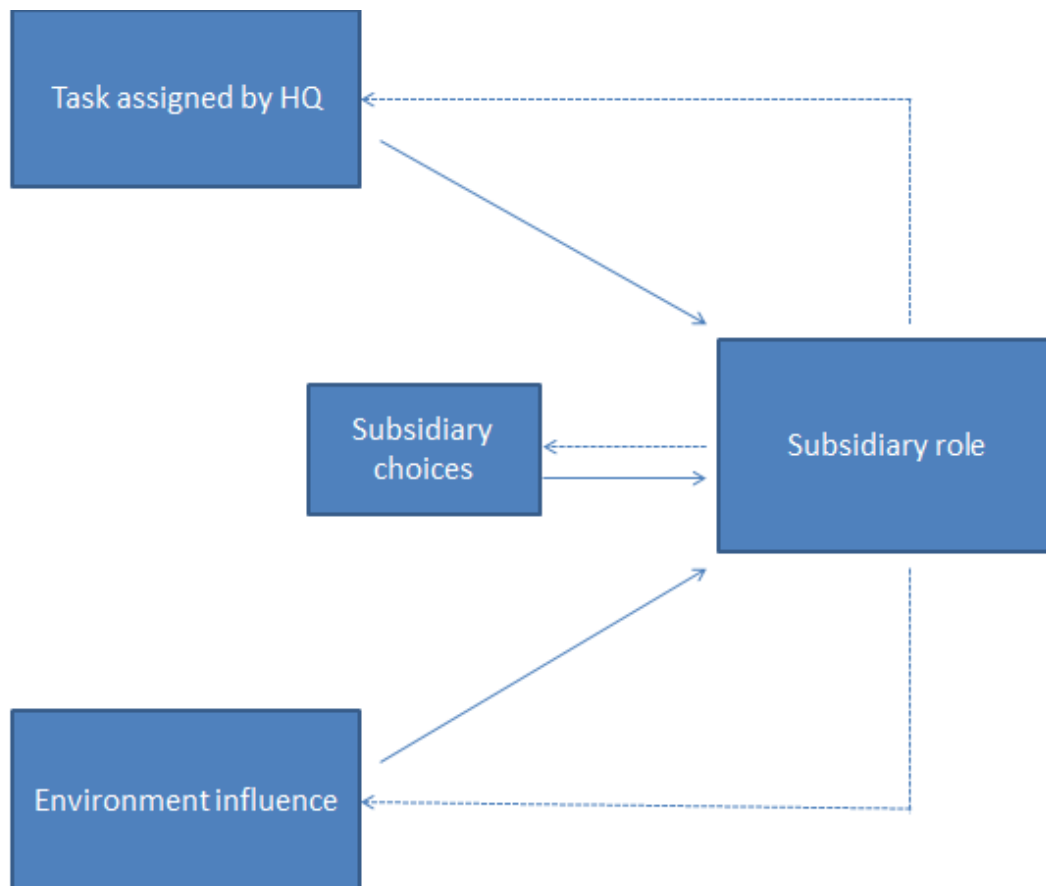 Task assigned by HQ
Subsidiary
choices
Subsidiary role
Environment influence